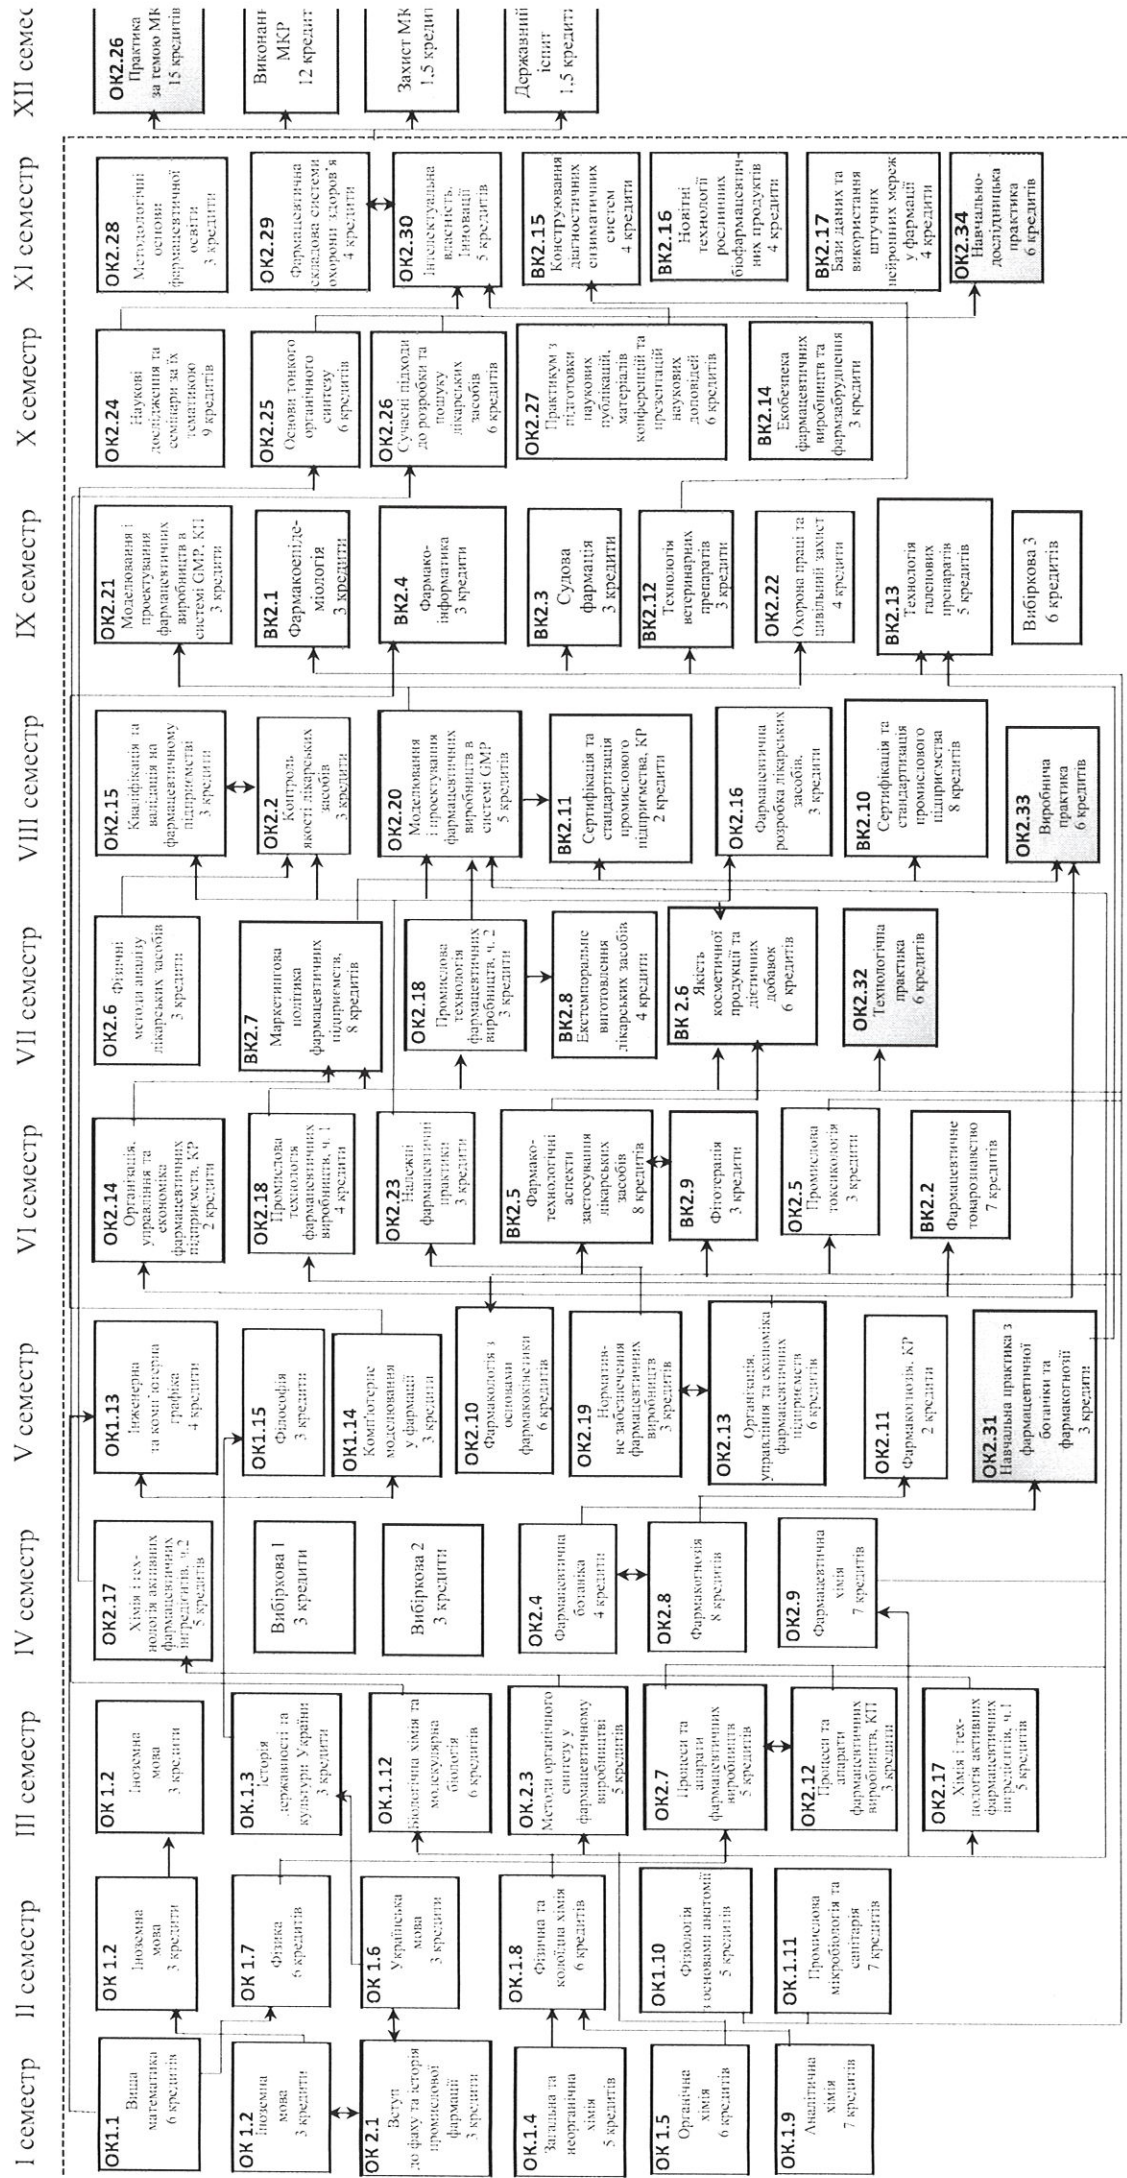 I семестр
II семестр
III семестр
IV семестр
V семестр
VI семестр
VII семестр
VIII семестр
IX семестр
X семестр
XI семестр
XII семес
ОК1.1
Вища
математика
6 кредитів
ОК 1.2
Іноземна
мова
3 кредити
ОК 2.1
Вступ
до фаху та історія
промислової
фармації
3 кредити
ОК.1.4
Загальна та
неорганічна
хімія
5 кредитів
ОК 1.5
Органічна
хімія
6 кредитів
ОК.1.9
Аналітична
хімія
7 кредитів
ОК 1.2
Іноземна
мова
3 кредити
ОК 1.7
Фізика
6 кредитів
ОК 1.6
Українська
мова
3 кредити
ОК.1.8
Фізична та
колоїдна хімія
6 кредитів
ОК1.10
Фізіологія
з основами анатомії
5 кредитів
ОК.1.11
Промислова
мікробіологія та
санітарія
7 кредитів
ОК 1.2
Іноземна
мова
3 кредити
ОК.1.3
історія
державності та
культури України
3 кредити
ОК.1.12
Біологічна хімія та
молекулярна
біологія
6 кредитів
ОК.2.3
Методи органічного
синтезу у
фармацевтичному
виробництві
5 кредитів
ОК2.7
Процеси та
апарати
фармацевтичних
виробництв
5 кредитів
ОК2.12
Процеси та
апарати
фармацевтичних
виробництв, КП
3 кредити
ОК2.17
Хімія і тех-
нологія активних
фармацевтичних
інгредієнтів, ч.1
5 кредитів
ОК2.17
Хімія і тех-
нологія активних
фармацевтичних
інгредієнтів, ч.2
5 кредитів
Вибіркова 1
3 кредити
Вибіркова 2
3 кредити
ОК2.4
Фармацевтична
ботаніка
4 кредити
ОК2.8
Фармакогнозія
8 кредитів
ОК2.9
Фармацевтична
хімія
7 кредитів
ОК1.13
Інженерна
та комп`ютерна
графіка
4 кредити
ОК1.15
Філософія
3 кредити
ОК1.14
Комп'ютерне
моделювання
у фармації
3 кредити
ОК2.10
Фармакологія з
основами
фармакокінетики
6 кредитів
ОК2.19
Норматив-
не забезпечення
фармацевтичних
виробництв
3 кредити
ОК2.13
Організація,
управління та економіка
фармацевтичних
підприємств
6 кредитів
ОК2.11
Фармакогнозія, КР
2 кредити
ОК2.31
Навчальна практика з
фармацевтичної
ботаніки та
фармакогнозії
3 кредити
ОК2.14
Організація,
управління та
економіка
фармацевтичних
підприємств, КР
2 кредити
ОК2.18
Промислова
технологія
фармацевтичних
виробництв, ч. 1
4 кредити
ОК2.23
Належні
фармацевтичні
практики
3 кредити
ВК2.5
Фармако-
технологічні
аспекти
застосування
лікарських
засобів
8 кредитів
ВК2.9
Фітотерапія
3 кредити
ОК2.5
Промислова
токсикологія
3 кредити
ВК2.2
Фармацевтичне
товарознавство
7 кредитів
ОК2.6
Фізичні
методи аналізу
лікарських засобів
3 кредити
ВК2.7
Маркетингова
політика
фармацевтичних
підприємств,
8 кредитів
ОК2.18
Промислова
технологія
фармацевтичних
виробництв, ч. 2
3 кредити
ВК2.8
Екстемпоральне
виготовлення
лікарських засобів
4 кредити
ВК 2.6
Якість
косметичної
продукції та
дієтичних
добавок
6 кредитів
ОК2.32
Технологічна
практика
6 кредитів
ОК2.15
Кваліфікація та
валідація на
фармацевтичному
підприємстві
3 кредити
ОК2.2
Контроль
якості лікарських
засобів
3 кредити
ОК2.20
Моделювання
і проектування
фармацевтичних
виробництв в
системі GMP
5 кредитів
ВК2.11
Сертифікація та
стандартизація
промислового
підприємства, КР
2 кредити
ОК2.16
Фармацевтична
розробка лікарських
засобів,
3 кредити
ВК2.10
Сертифікація та
стандартизація
промислового
підприємства
8 кредитів
ОК2.33
Виробнича
практика
6 кредитів
ОК2.21
Моделювання і
проектування
фармацевтичних
виробництв в
системі GMP, КП
3 кредити
ВК2.1
Фармакоепіде-
міологія
3 кредити
ВК2.4
Фармако-
інформатика
3 кредити
ВК2.3
Судова
фармація
3 кредити
ВК2.12
Технологія
ветеринарних
препаратів
3 кредити
ОК2.22
Охорона праці та
цивільний захист
4 кредити
ВК2.13
Технологія
галенових
препаратів
5 кредитів
Вибіркова 3
6 кредитів
ОК2.24
Наукові
дослідження та
семінари за їх
тематикою
9 кредитів
ОК2.25
Основи тонкого
органічного
синтезу
6 кредитів
ОК2.26
Сучасні підходи
до розробки та
пошуку
лікарських
засобів
6 кредитів
ОК2.27
Практикум з
підготовки
наукових
публікацій,
матеріалів
конференцій та
презентацій
наукових
доповідей
6 кредитів
ВК2.14
Екобезпека
фармацевтичних
виробництв та
фармзабруднення
3 кредити
ОК2.28
Методологічні
основи
фармацевтичної
освіти
3 кредити
ОК2.29
Фармацевтична
складова системи
охорони здоров`я
4 кредити
ОК2.30
Інтелектуальна
власність.
Інновації
5 кредитів
ВК2.15
Конструювання
діагностичних
ензиматичних
систем
4 кредити
ВК2.16
Новітні
технології
рослинних
біофармацевтич-
них продуктів
4 кредити
ВК2.17
Бази даних та
використання
штучних
нейронних мереж
у фармації
4 кредити
ОК2.34
Навчально-
дослідницька
практика
6 кредитів
ОК2.26
Практика
за темою МК
15 кредитів
Виконан
МКР
12 кредит
Захист МК
1,5 кредит
Державний
іспит
1,5 кредит